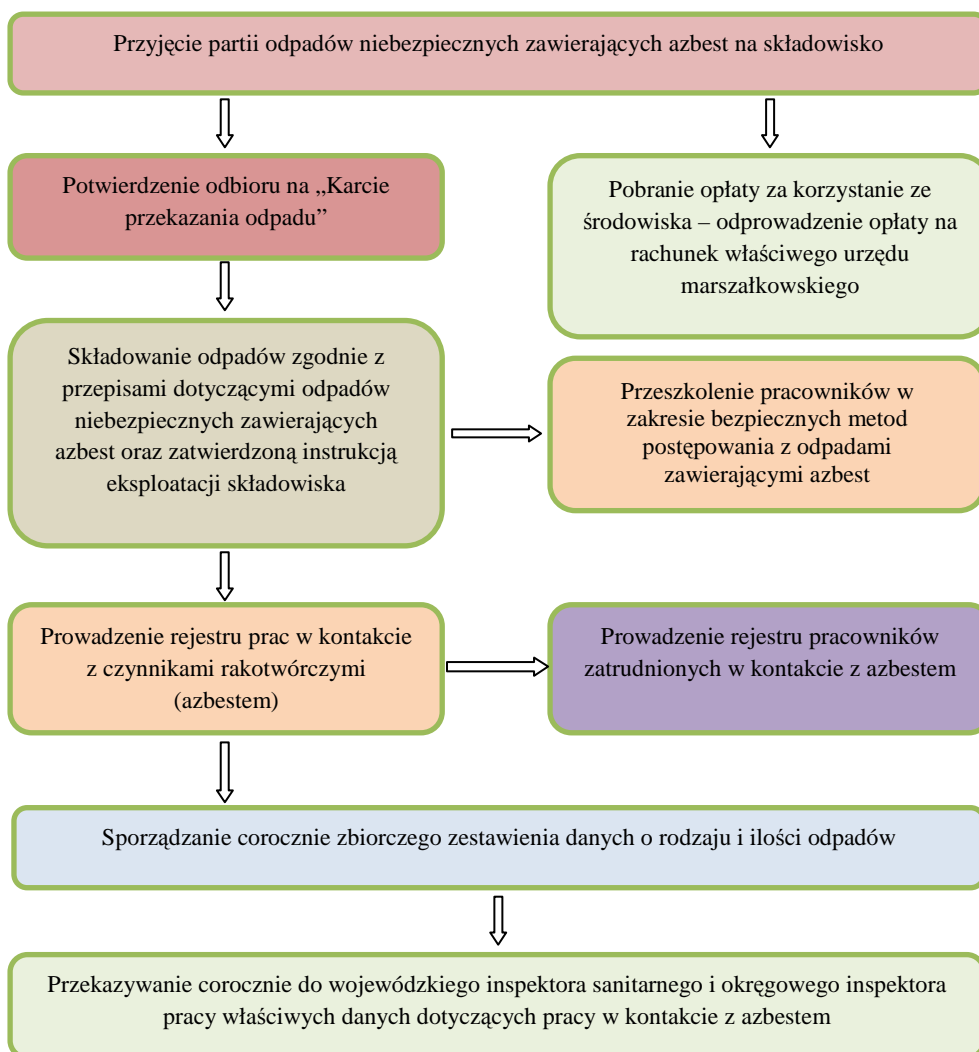 Przyjęcie partii odpadów niebezpiecznych zawierających azbest na składowisko
Potwierdzenie odbioru na „Karcie
przekazania odpadu”
Pobranie opłaty za korzystanie ze
środowiska – odprowadzenie opłaty na
rachunek właściwego urzędu
marszałkowskiego
Składowanie odpadów zgodnie z
przepisami dotyczącymi odpadów
niebezpiecznych zawierających
azbest oraz zatwierdzoną instrukcją
eksploatacji składowiska
Przeszkolenie pracowników w
zakresie bezpiecznych metod
postępowania z odpadami
zawierającymi azbest
Prowadzenie rejestru prac w kontakcie
z czynnikami rakotwórczymi
(azbestem)
Prowadzenie rejestru pracowników
zatrudnionych w kontakcie z azbestem
Sporządzanie corocznie zbiorczego zestawienia danych o rodzaju i ilości odpadów
Przekazywanie corocznie do wojewódzkiego inspektora sanitarnego i okręgowego inspektora
pracy właściwych danych dotyczących pracy w kontakcie z azbestem